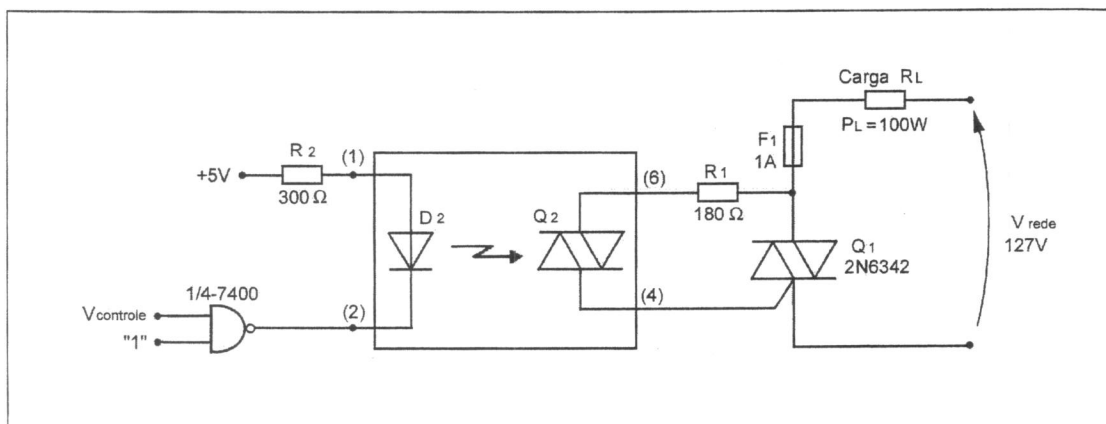 Carga RL
PL = 100W
F1
1A
R2
+5V
300 Ω
(1)
(6)
R1
180 Ω
D2
Q2
Q1
2N6342
V rede
127V
1/4-7400
Vcontrole
"1"
(2)
(4)